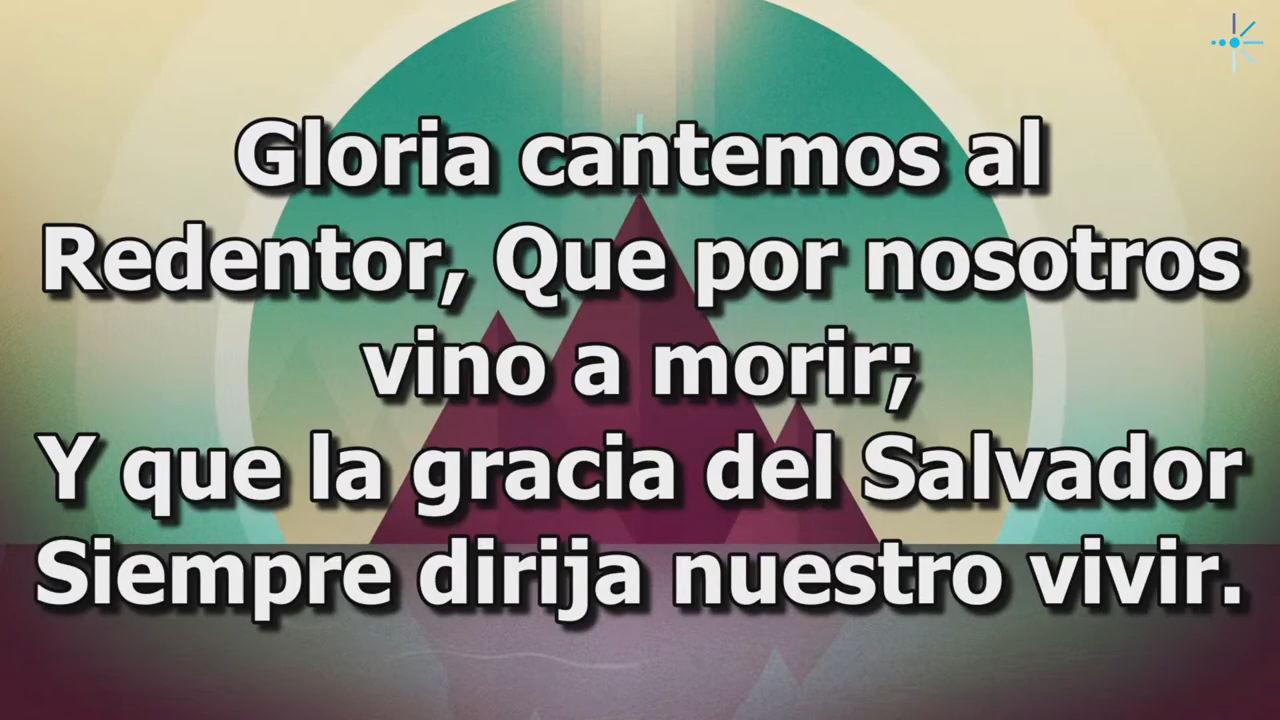 Gloria cantemos al
Redentor, Que por nosotros
vino a morir;
Y que la gracia del Salvador
Siempre dirija nuestro vivir.